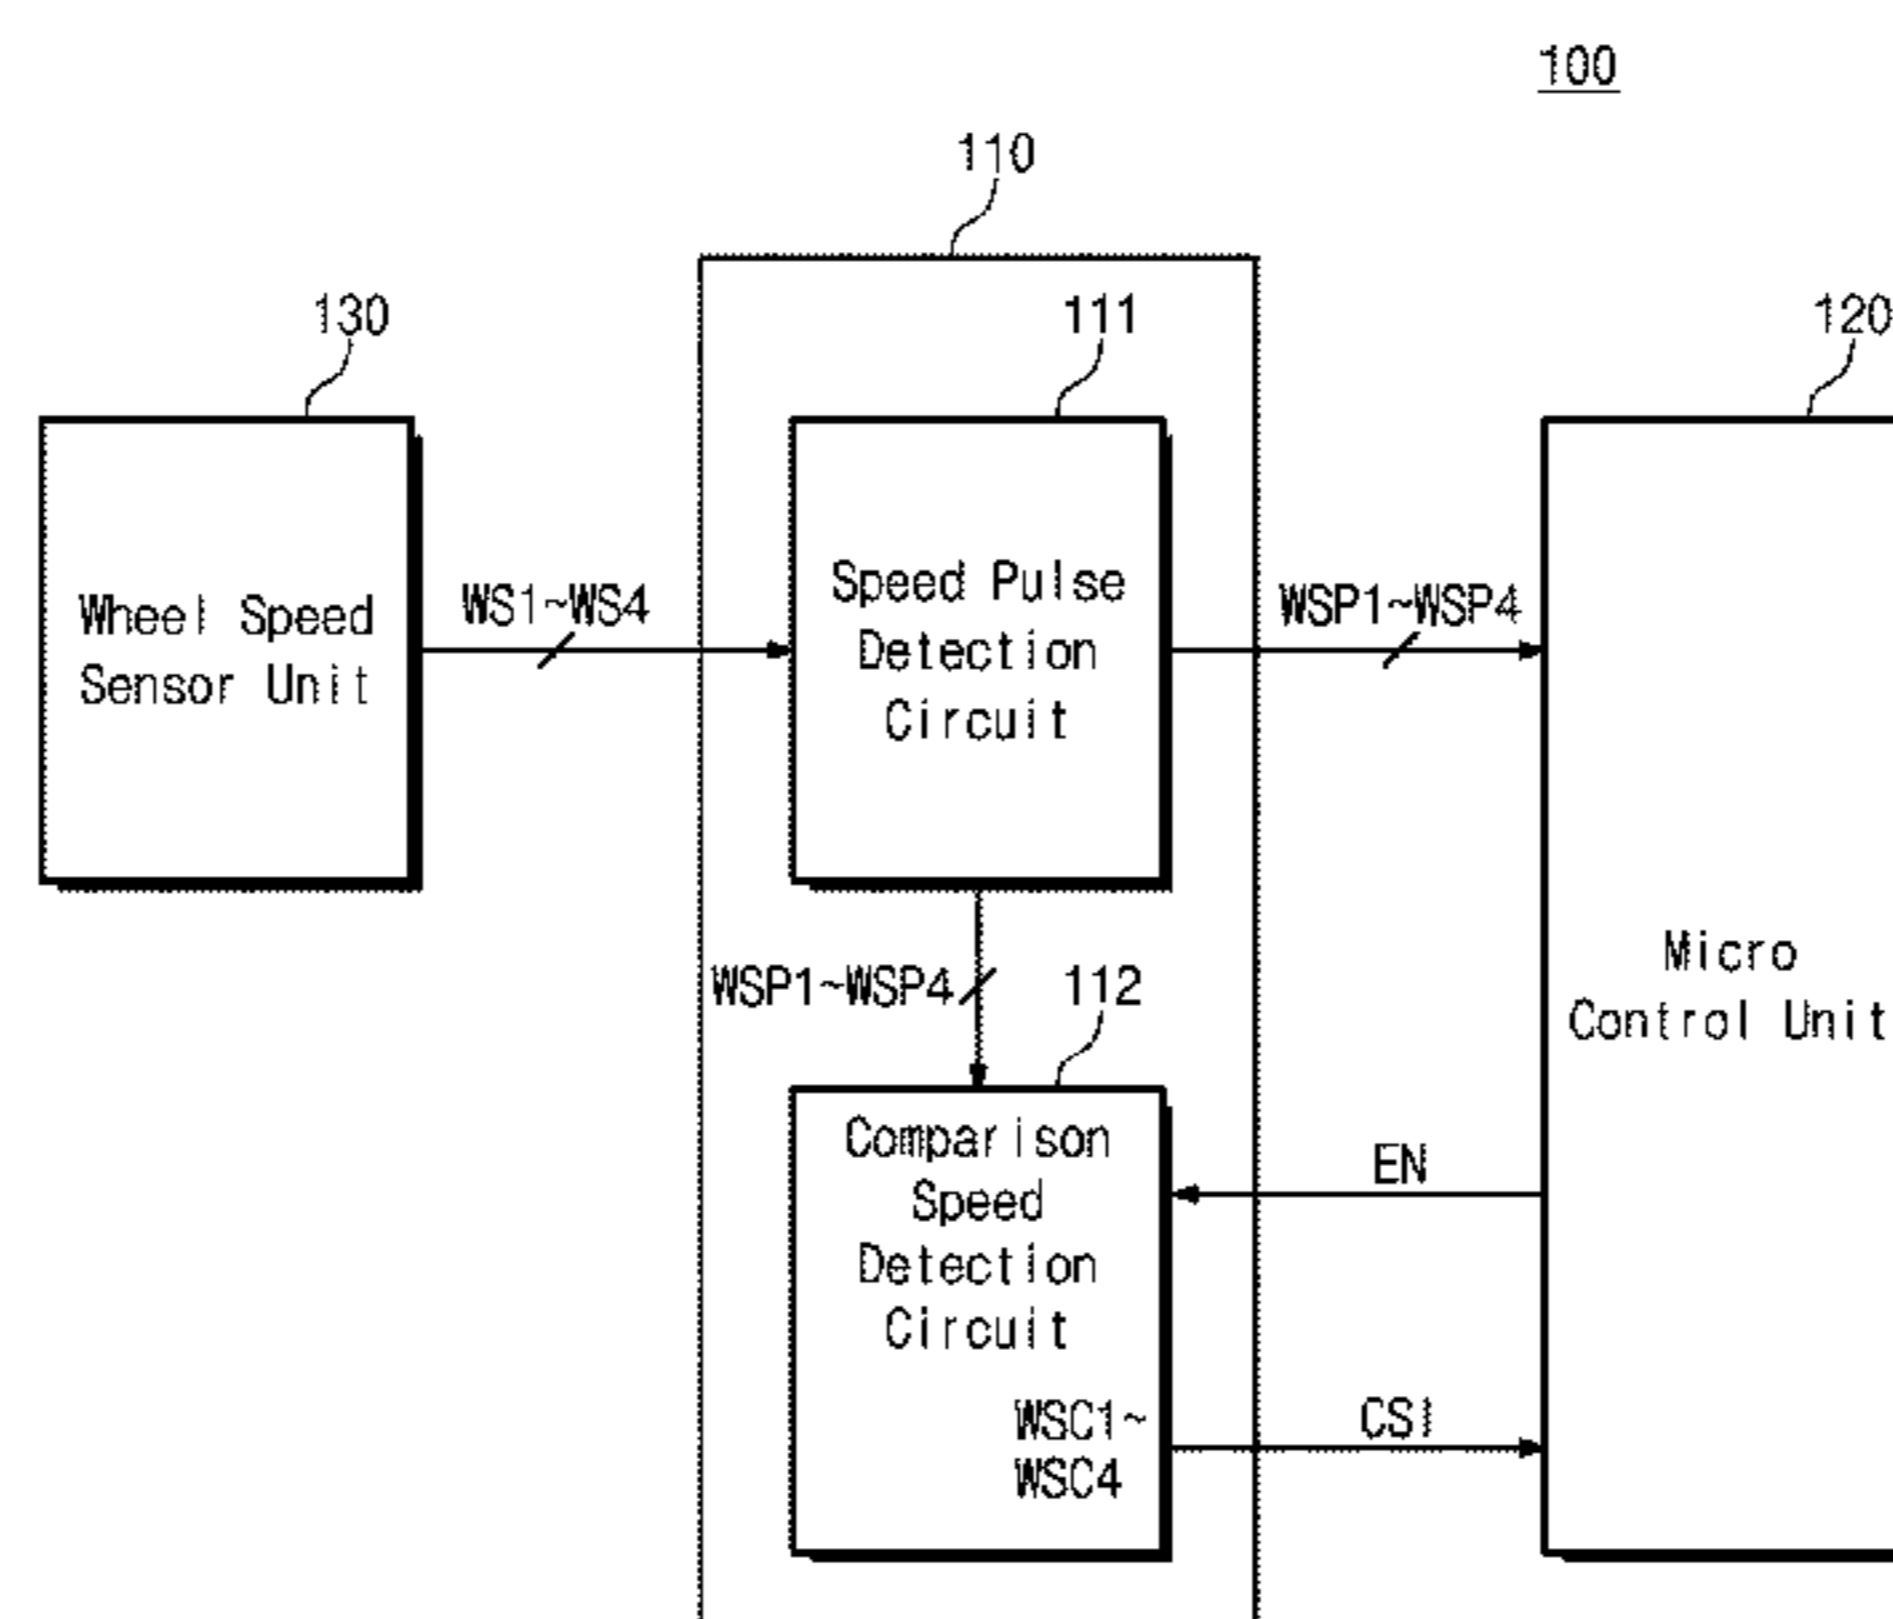 100
110
130
111
120
Wheel Speed
Sensor Unit
WS1~WS4
Speed Pulse
Detection
Circuit
WSP1~WSP4
WSP1~WSP4
112
Micro
Control Unit
Comparison
Speed
Detection
Circuit
WSC1~
WSC4
EN
CSI